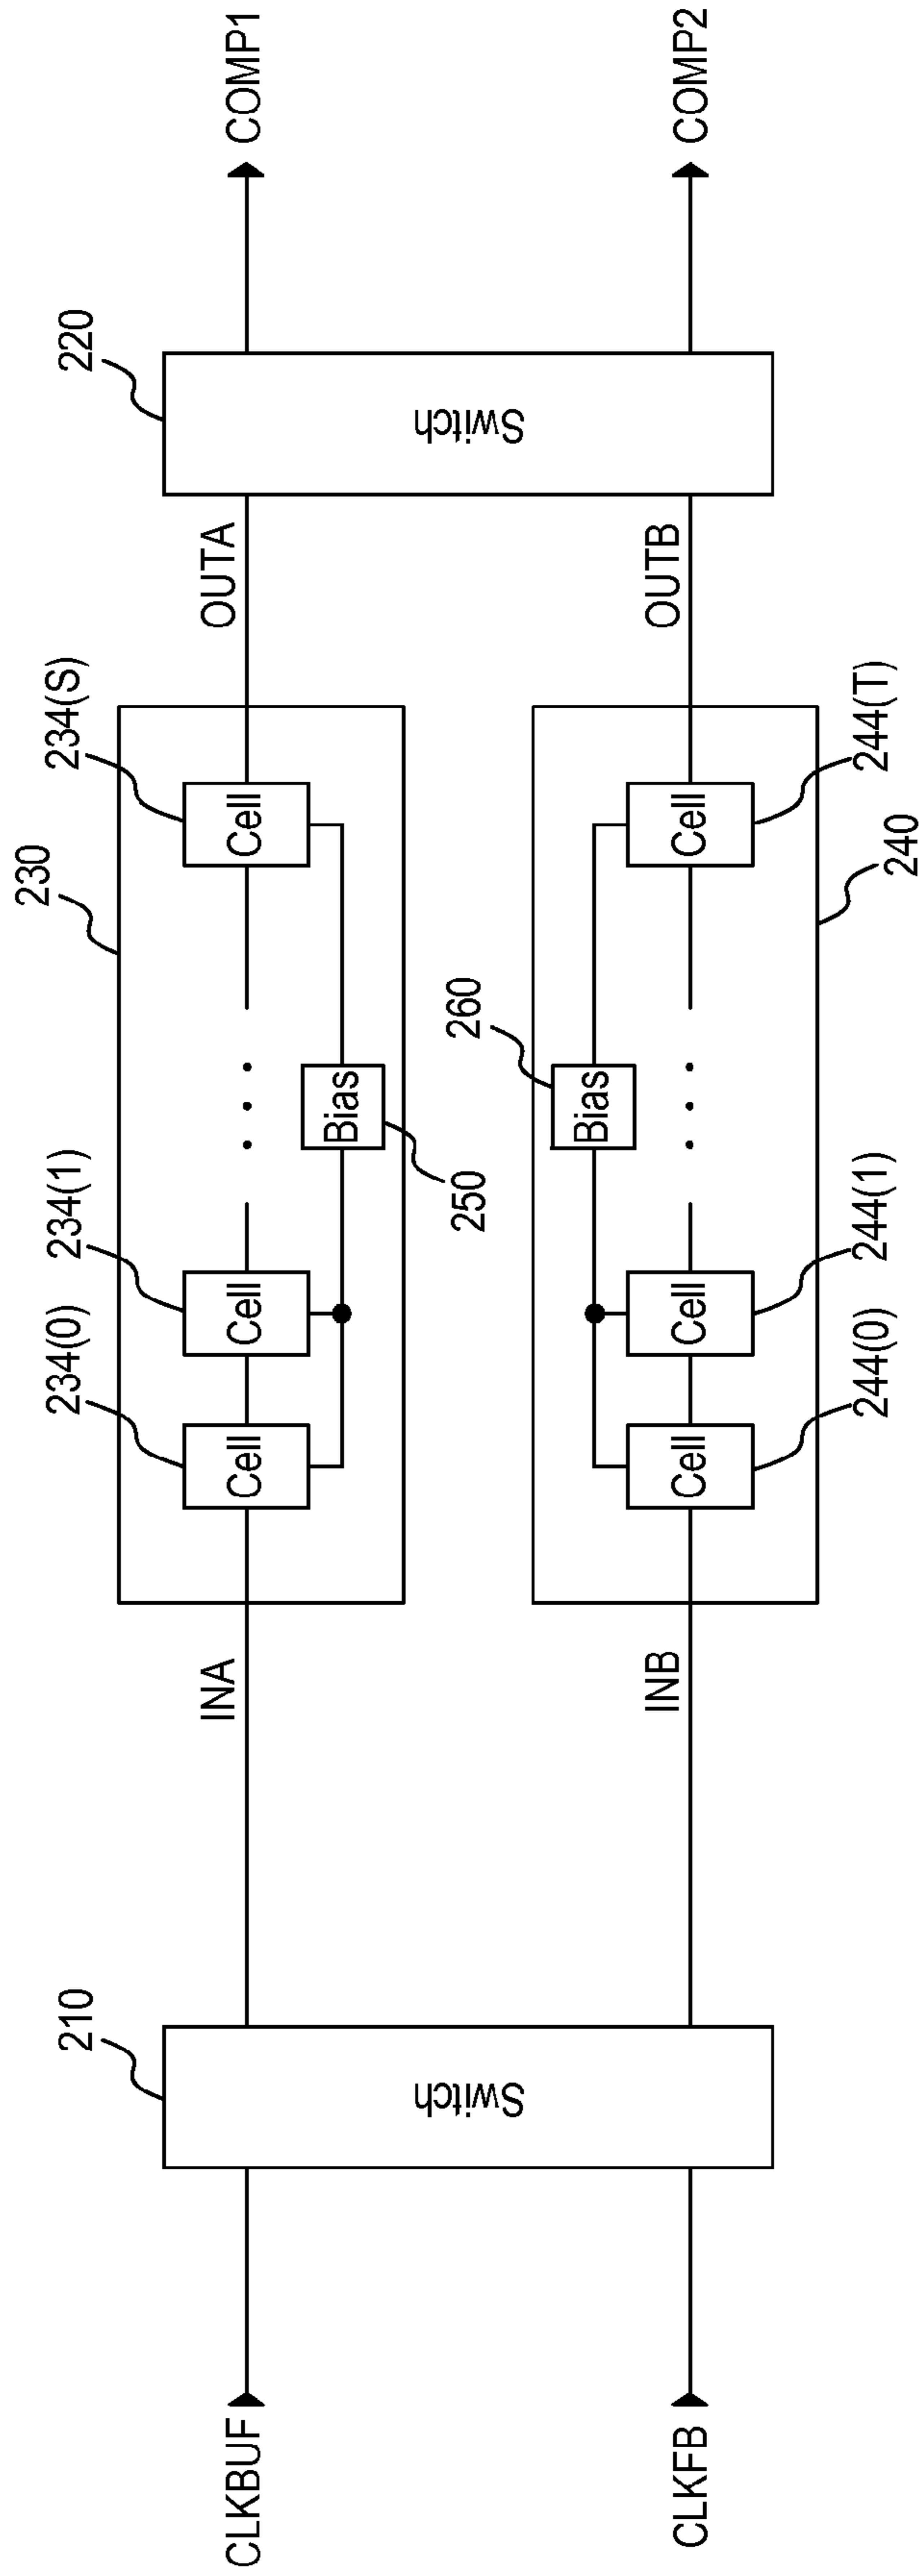 230
234(0)
234(1)
234(S)
210
220
CLKBUF
INA
Cell
Cell
Cell
OUTA
COMP1
Bias
250
Switch
Switch
260
Bias
CLKFB
INB
Cell
Cell
Cell
OUTB
COMP2
244(0)
244(1)
244(T)
240